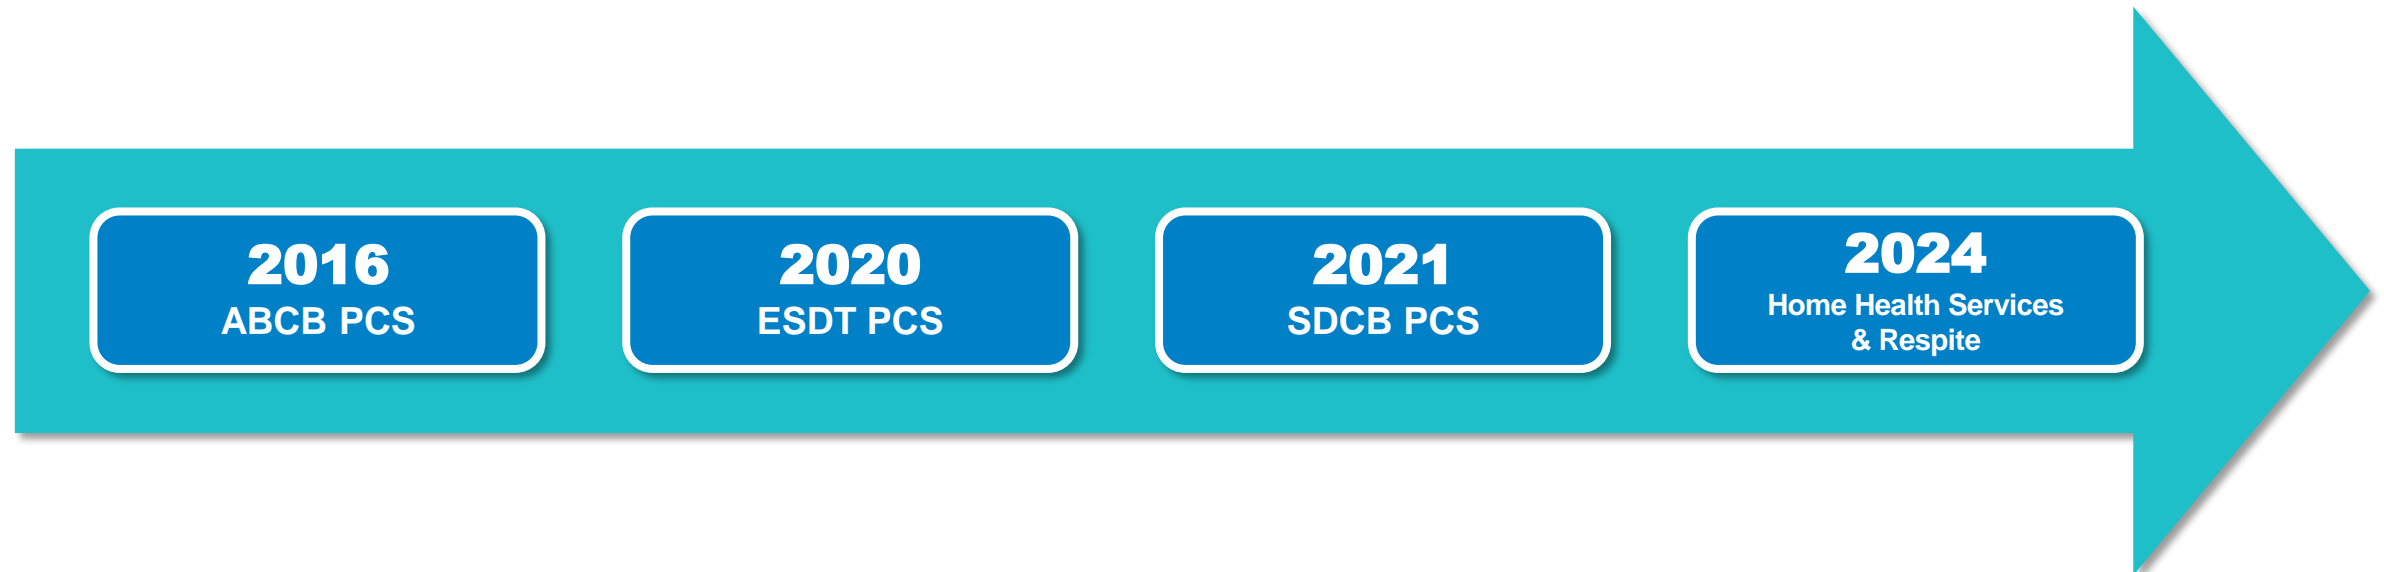 2016
ABCB PCS
2020
ESDT PCS
2021
SDCB PCS
2024
Home Health Services
& Respite